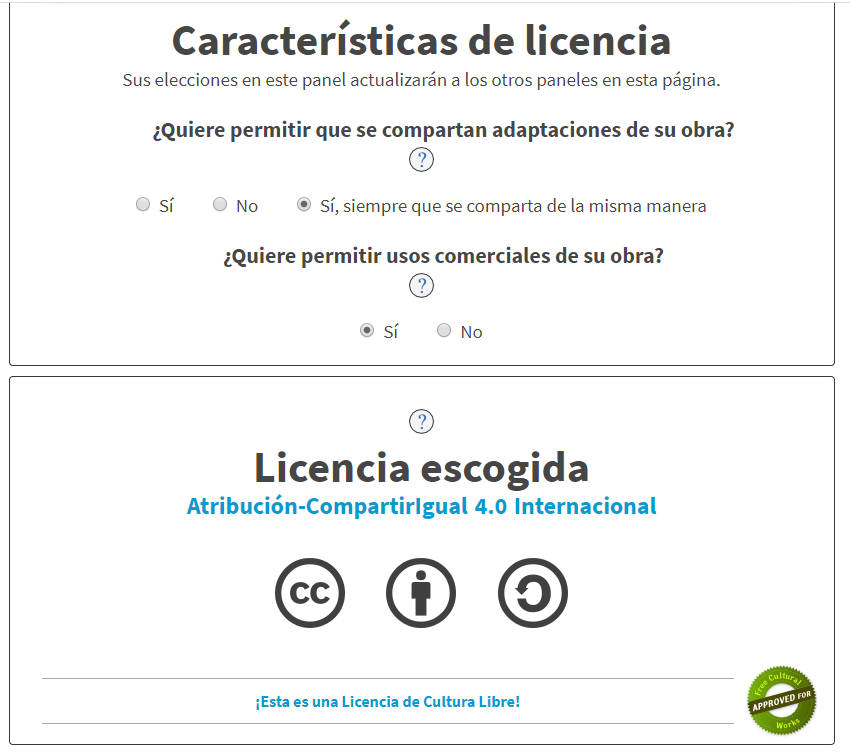 Características de licencia
Sus elecciones en este panel actualizarán a los otros paneles en esta página.
¿Quiere permitir que se compartan adaptaciones de su obra?
?
Sí No Sí, siempre que se comparta de la misma manera
¿Quiere permitir usos comerciales de su obra?
?
Sí No
?
Licencia escogida
Atribución-CompartirIgual 4.0 Internacional
cc
¡Esta es una Licencia de Cultura Libre!
Free Cultural
APPROVED FOR
Works